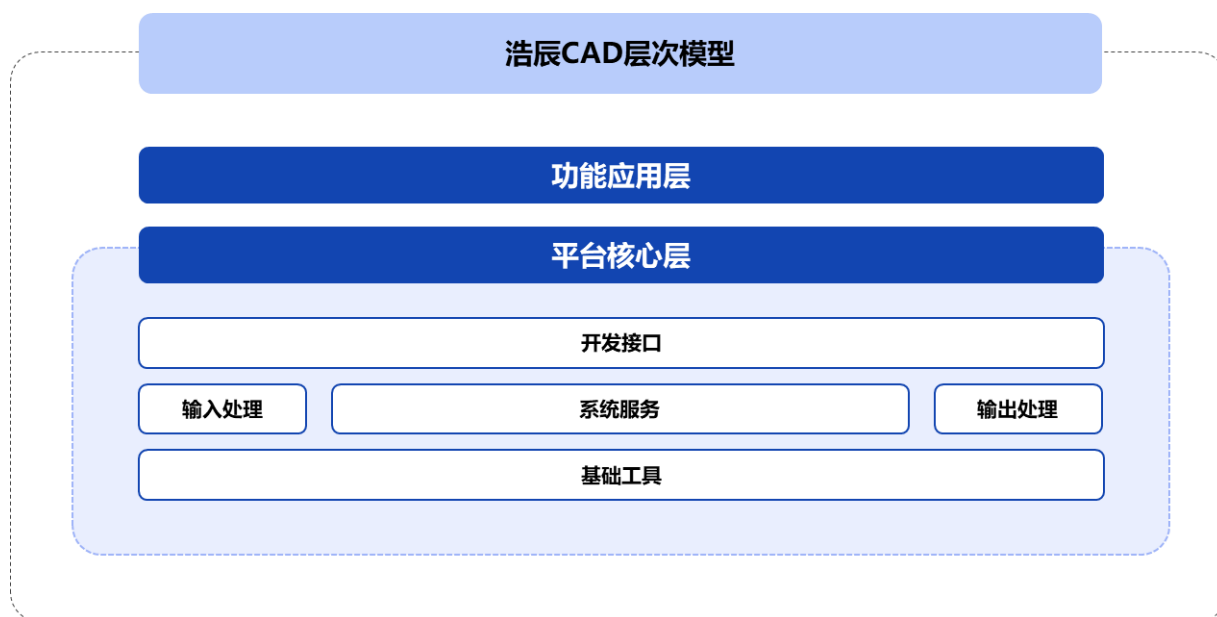 浩辰CAD层次模型
功能应用层
平台核心层
开发接口
输入处理
系统服务
输出处理
基础工具